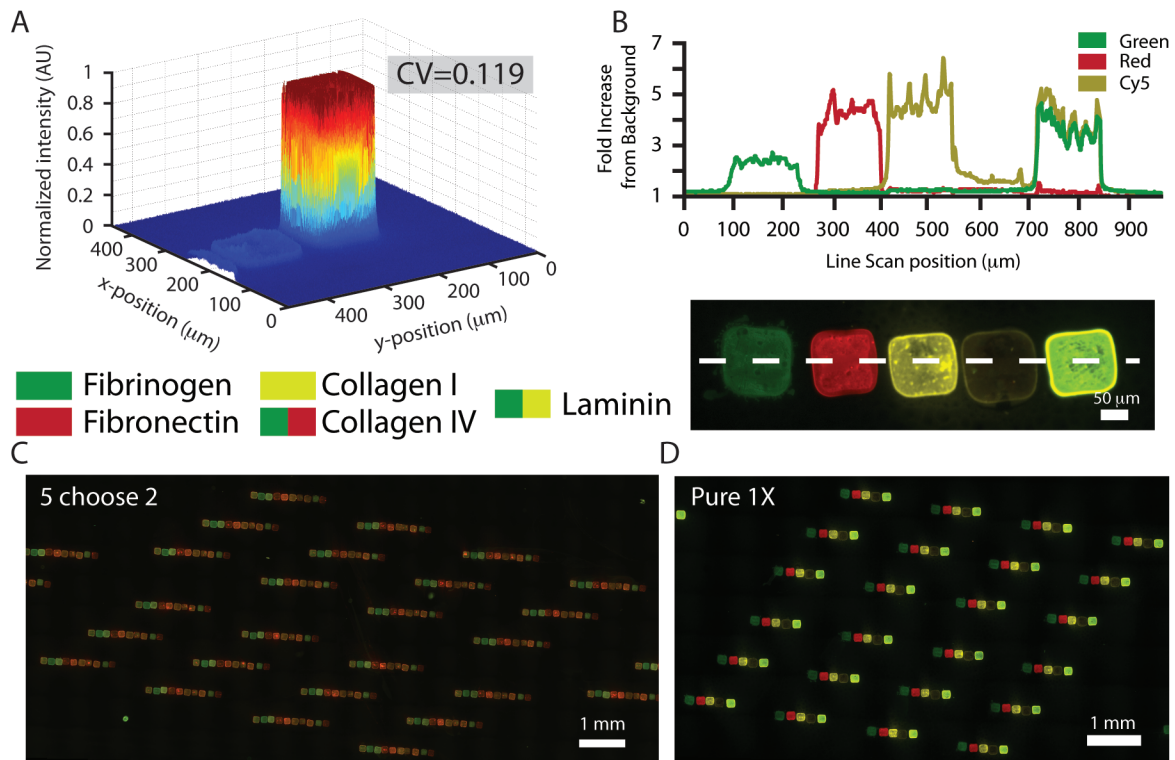 A
CV=0.119
Normalized intensity (AU)
1
0.8
0.6
0.4
0.2
0
400
300
200
100
0
x-position (μm)
400
300
200
100
0
y-position (μm)
B
Green
Red
Cy5
Fold Increase
from Background
7
5
3
1
0 100 200 300 400 500 600 700 800 900
Line Scan position (μm)
50 μm
Fibrinogen
Collagen I
Laminin
Fibronectin
Collagen IV
C
5 choose 2
1 mm
D
Pure 1X
1 mm